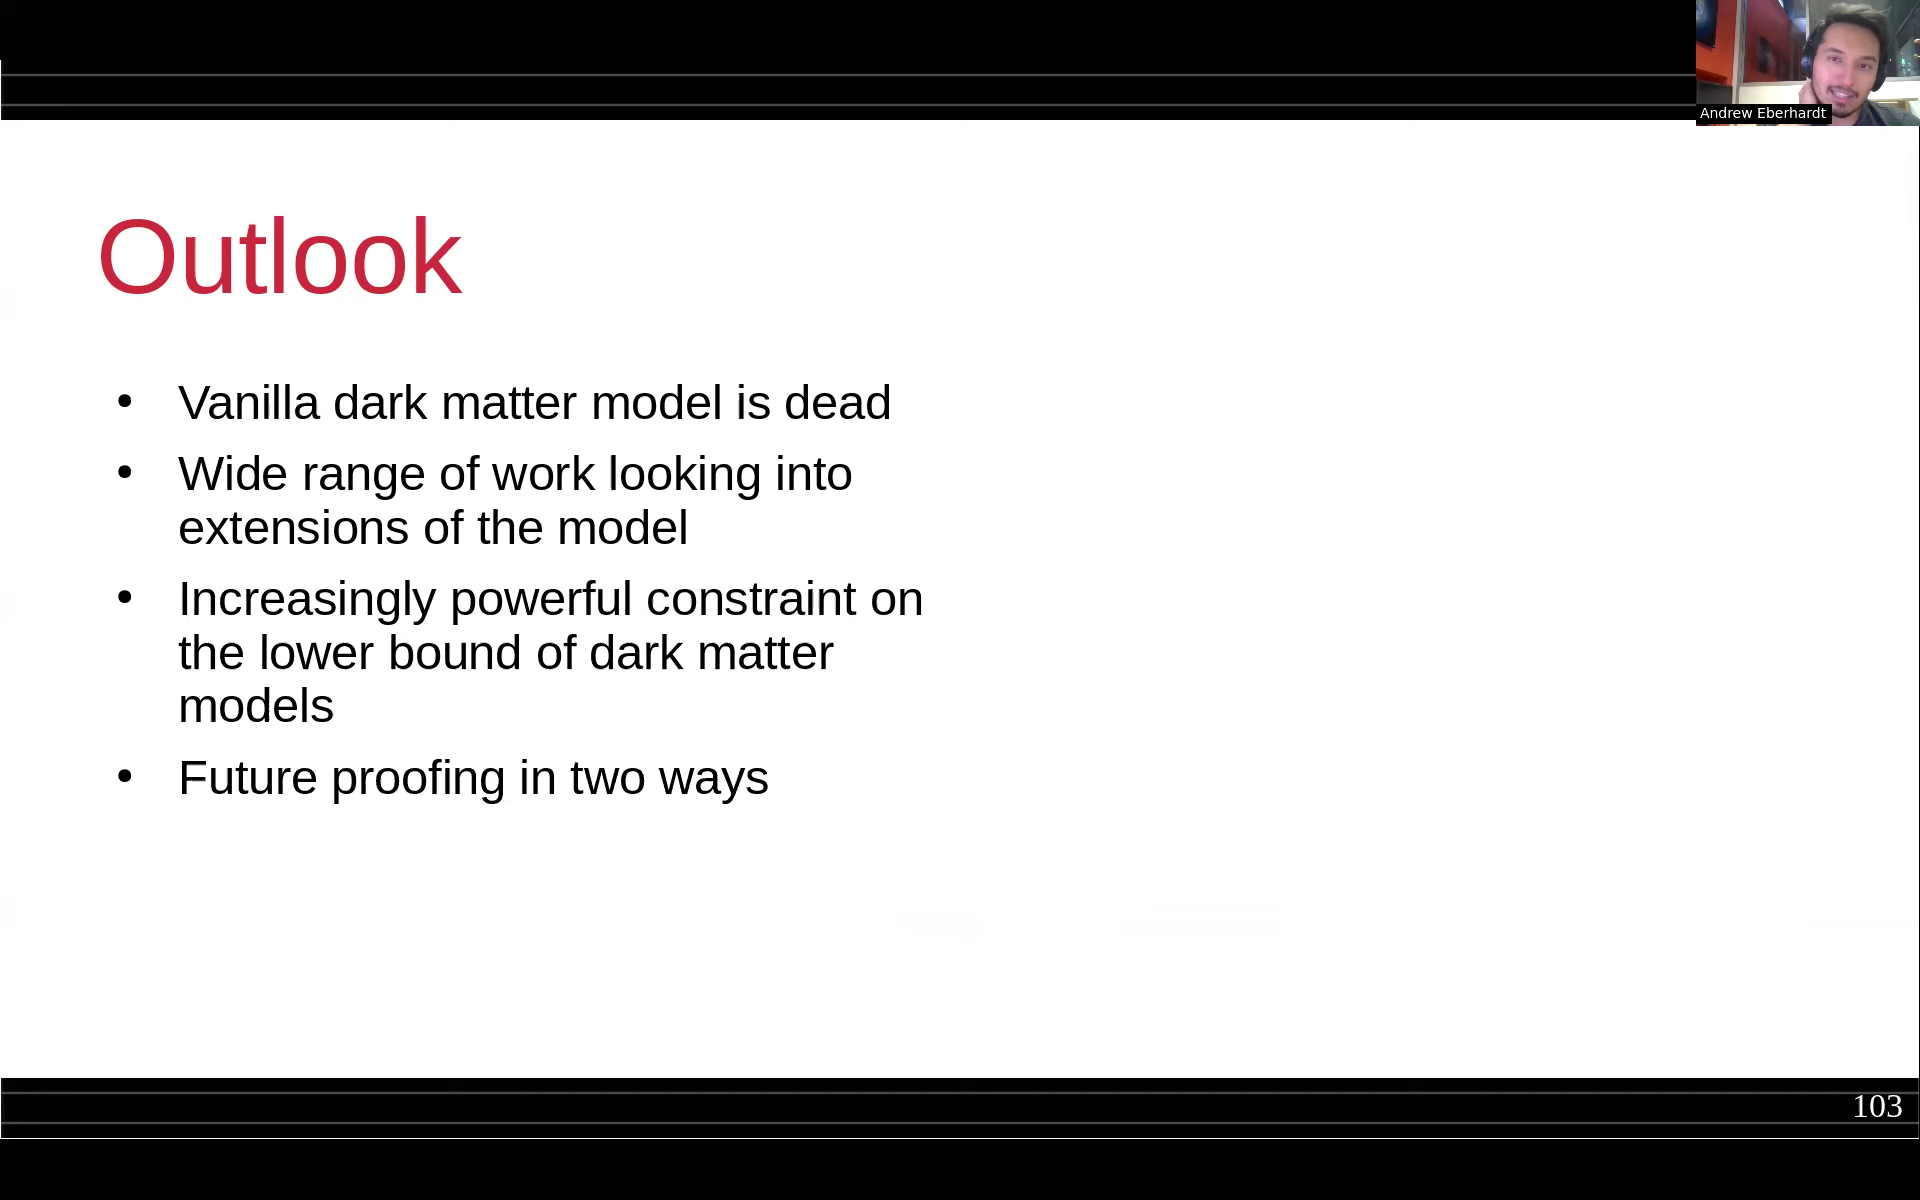 Andrew Eberhardt
Outlook
• Vanilla dark matter model is dead
• Wide range of work looking into
extensions of the model
• Increasingly powerful constraint on
the lower bound of dark matter
models
• Future proofing in two ways
103